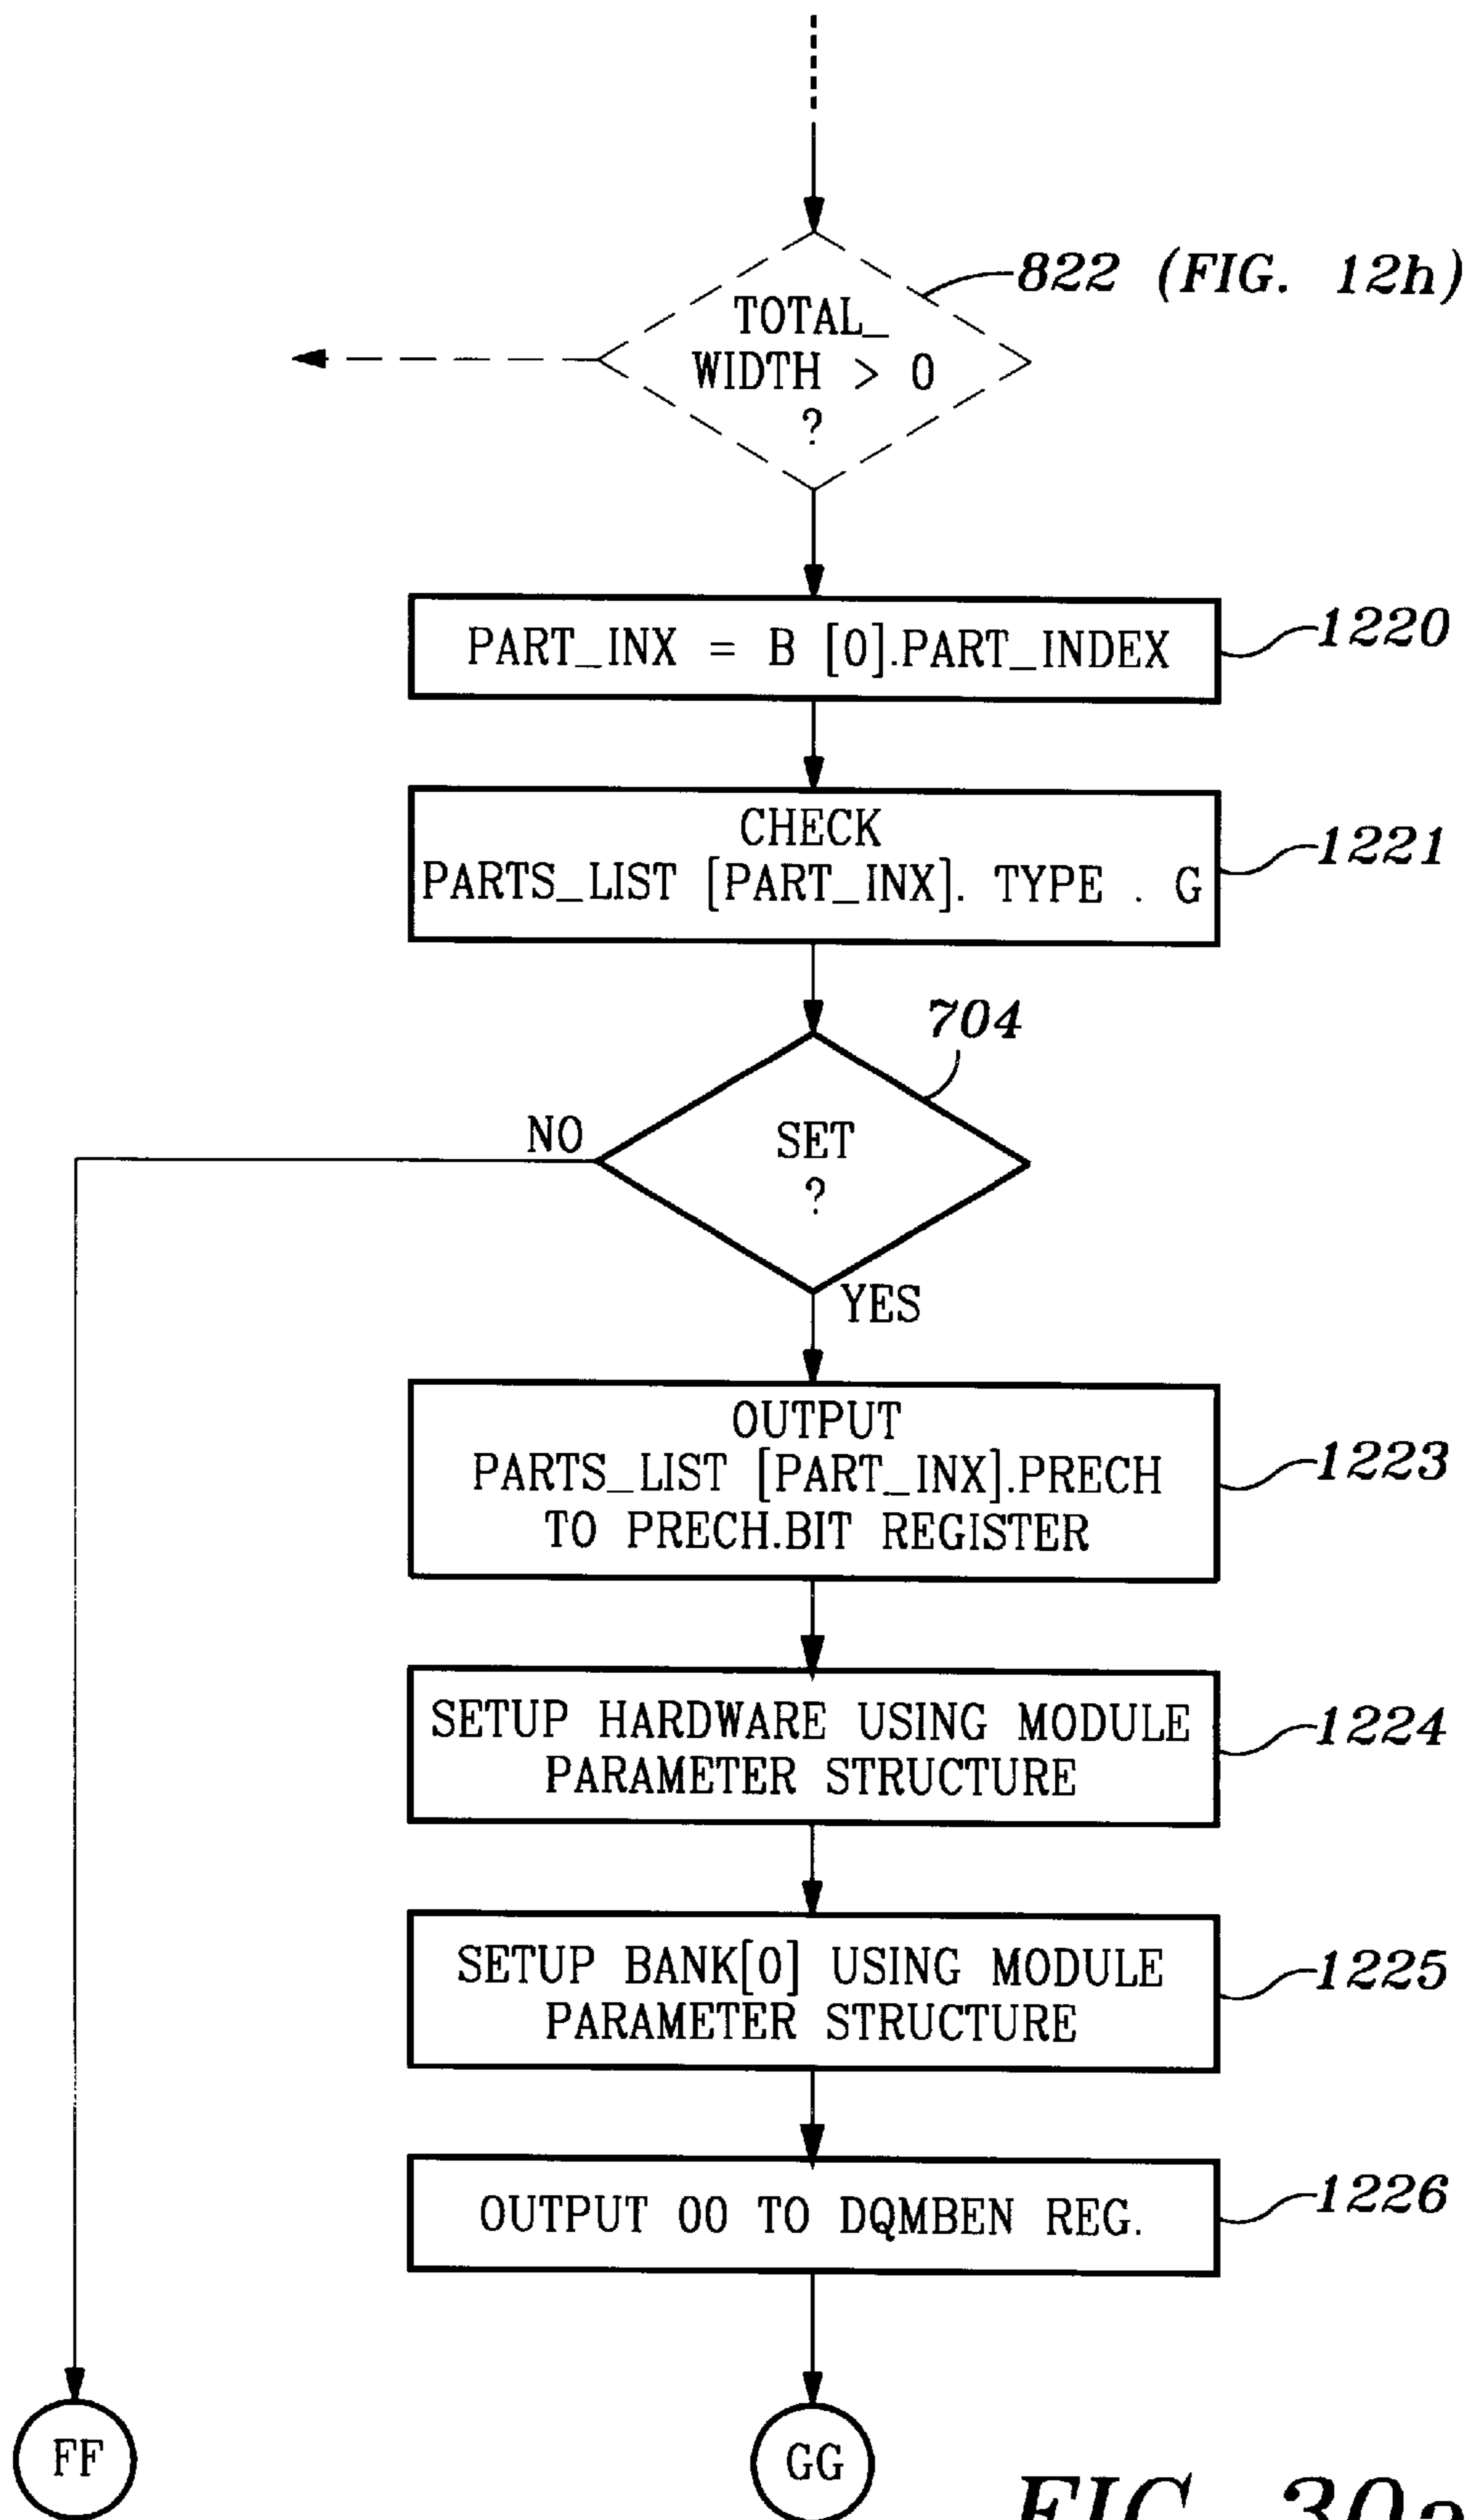 822 (FIG. 12h)
TOTAL_
WIDTH > 0
?
PART_INX = B [0].PART_INDEX
1220
CHECK
PARTS_LIST [PART_INX]. TYPE . G
1221
704
NO
SET
?
YES
OUTPUT
PARTS_LIST [PART_INX].PRECH
TO PRECH.BIT REGISTER
1223
SETUP HARDWARE USING MODULE
PARAMETER STRUCTURE
1224
SETUP BANK[0] USING MODULE
PARAMETER STRUCTURE
1225
OUTPUT 00 TO DQMBEN REG.
1226
FF
GG
FIG. 30a